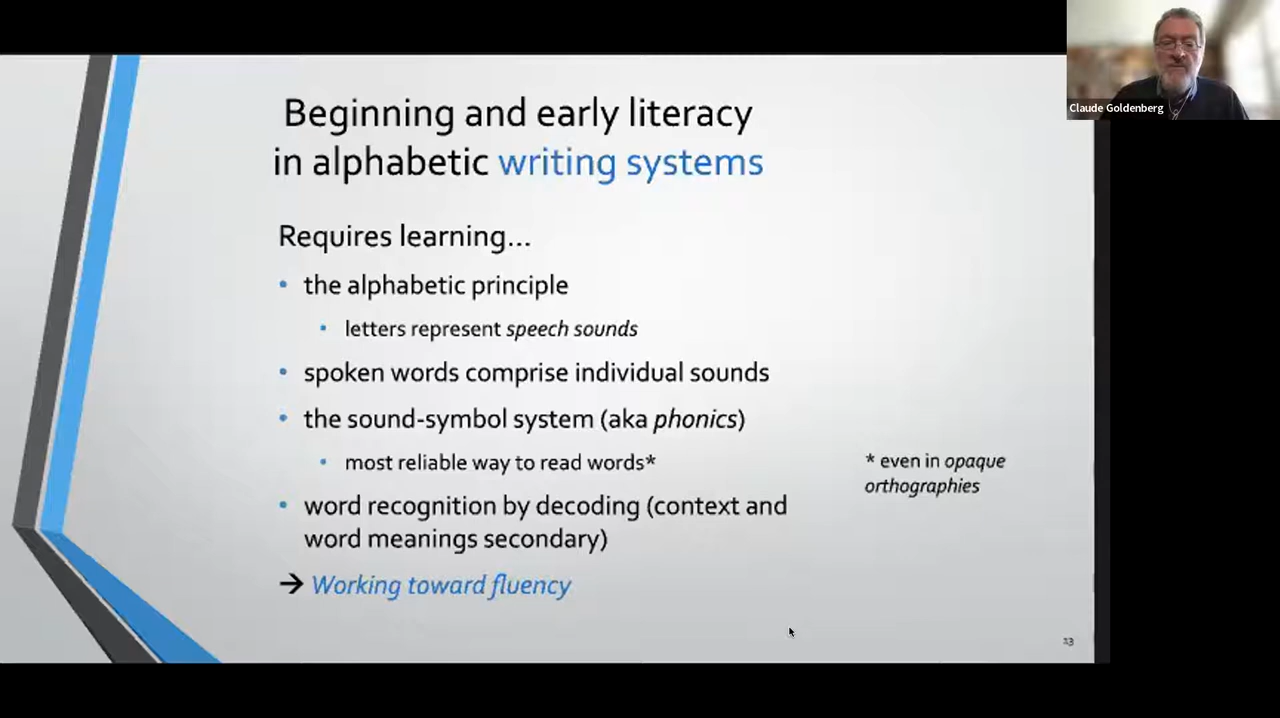 Claude Goldenberg
Beginning and early literacy
in alphabetic writing systems
Requires learning...
• the alphabetic principle
• letters represent speech sounds
• spoken words comprise individual sounds
• the sound-symbol system (aka phonics)
• most reliable way to read words*
* even in opaque
orthographies
• word recognition by decoding (context and
word meanings secondary)
→ Working toward fluency
23